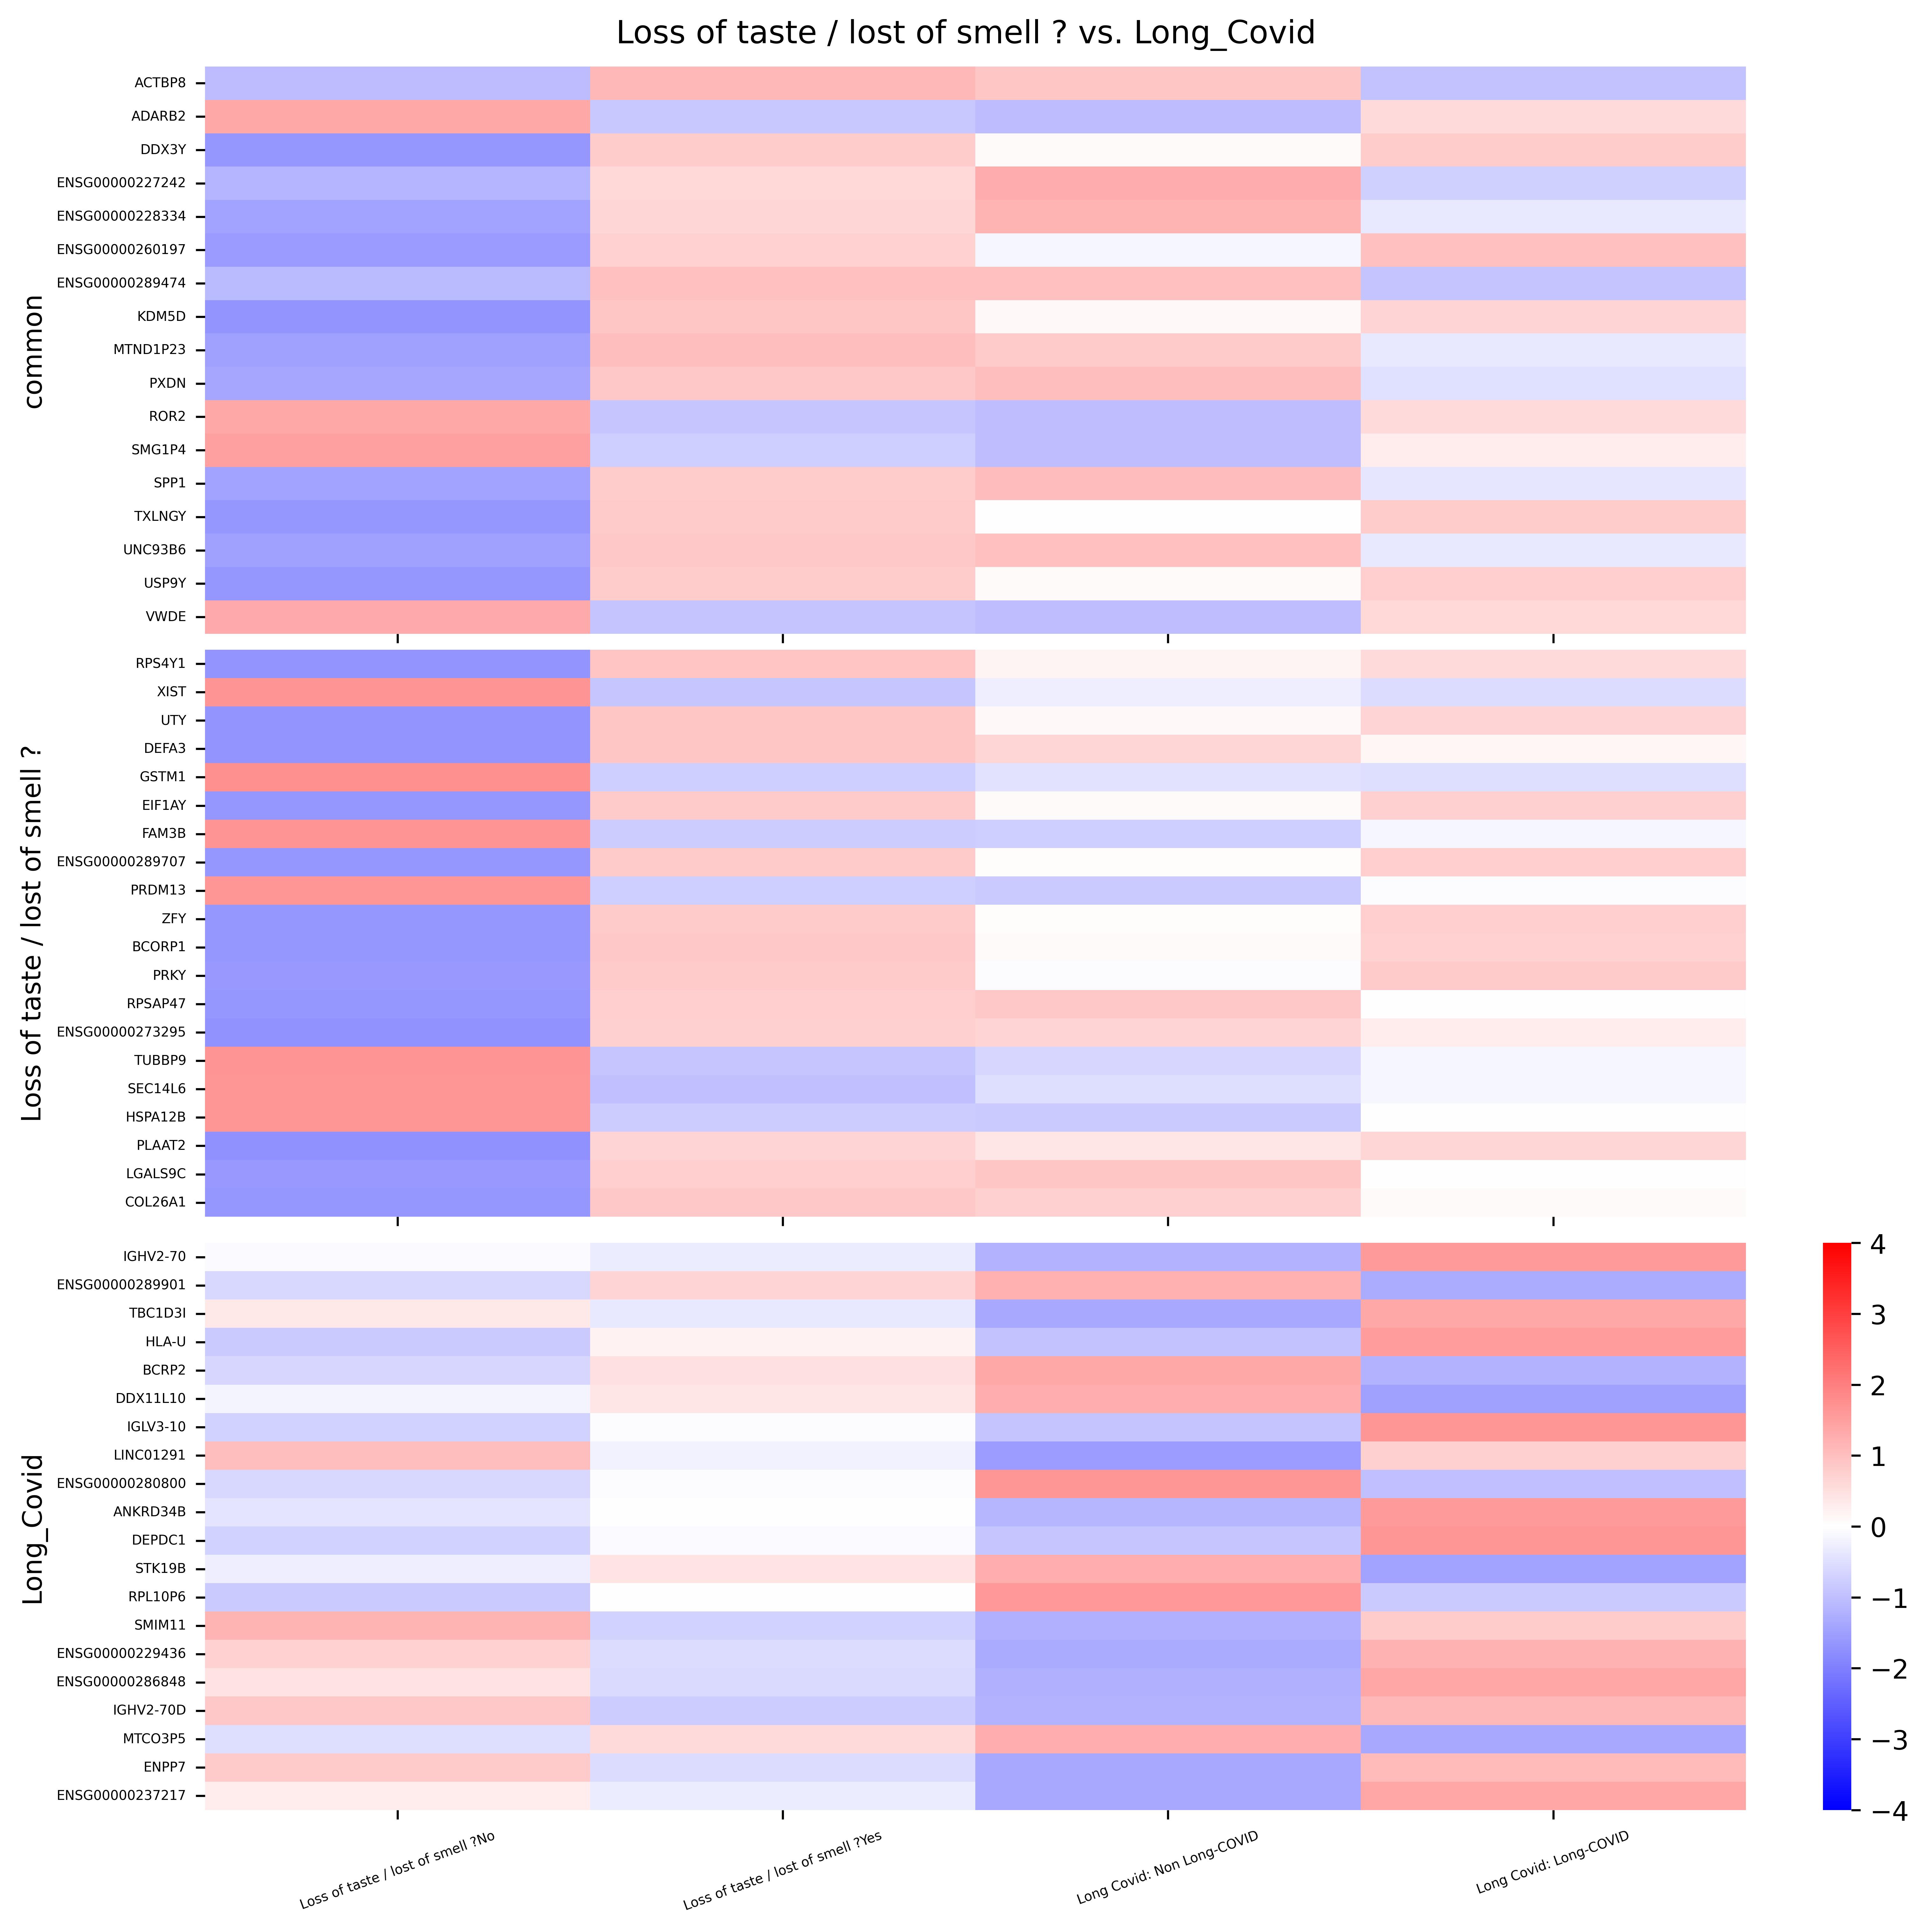 Loss of taste / lost of smell ? vs. Long_Covid
common
ACTBP8
ADARB2
DDX3Y
ENSG00000227242
ENSG00000228334
ENSG00000260197
ENSG00000289474
KDM5D
MTND1P23
PXDN
ROR2
SMG1P4
SPP1
TXLNGY
UNC93B6
USP9Y
VWDE
Loss of taste / lost of smell ?
RPS4Y1
XIST
UTY
DEFA3
GSTM1
EIF1AY
FAM3B
ENSG00000289707
PRDM13
ZFY
BCORP1
PRKY
RPSAP47
ENSG00000273295
TUBBP9
SEC14L6
HSPA12B
PLAAT2
LGALS9C
COL26A1
Long_Covid
IGHV2-70
ENSG00000289901
TBC1D3I
HLA-U
BCRP2
DDX11L10
IGLV3-10
LINC01291
ENSG00000280800
ANKRD34B
DEPDC1
STK19B
RPL10P6
SMIM11
ENSG00000229436
ENSG00000286848
IGHV2-70D
MTCO3P5
ENPP7
ENSG00000237217
4
3
2
1
0
−1
−2
−3
−4
Loss of taste / lost of smell ?No
Loss of taste / lost of smell ?Yes
Long Covid: Non Long-COVID
Long Covid: Long-COVID